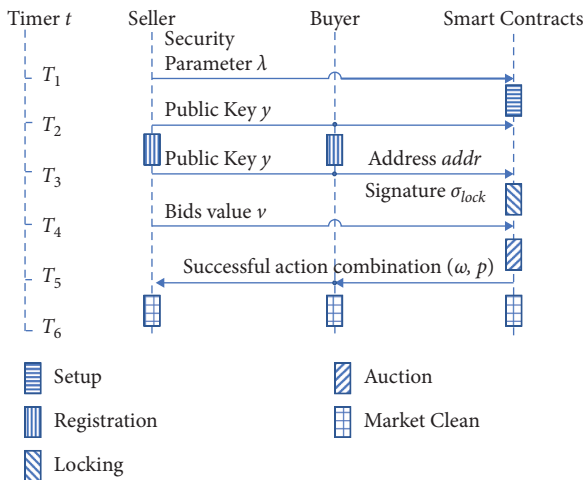 Timer t Seller Buyer Smart Contracts
Security
T₁ Parameter λ
T₂ Public Key y
T₃ Public Key y Address addr
Signature σ_lock
T₄ Bids value v
T₅ Successful action combination (ω, p)
T₆
Setup Auction
Registration Market Clean
Locking